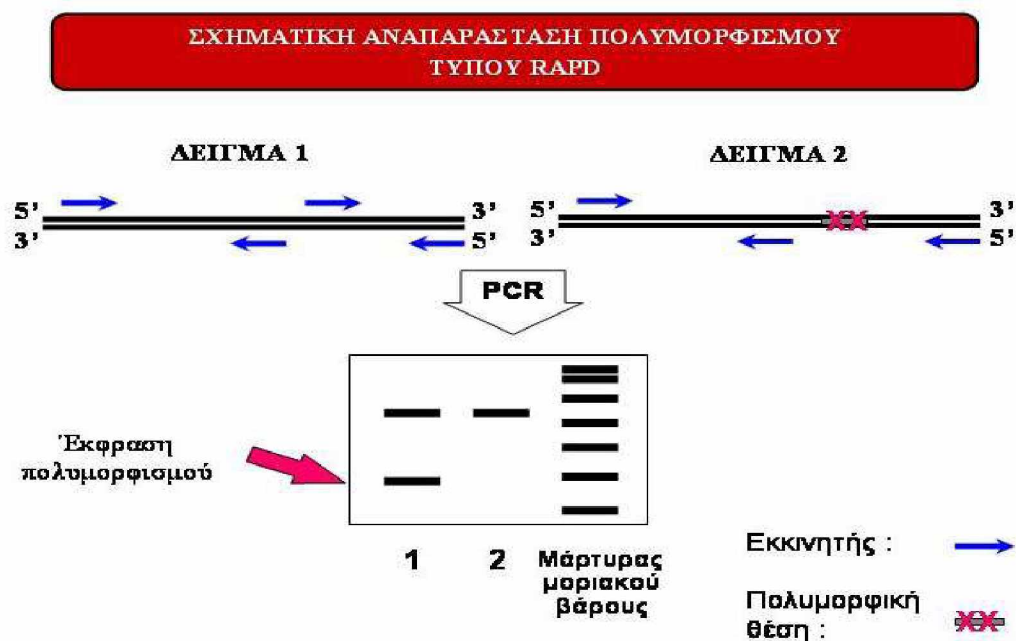 ΣΧΗΜΑΤΙΚΗ ΑΝΑΠΑΡΑΣΤΑΣΗ ΠΟΛΥΜΟΡΦΙΣΜΟΥ
ΤΥΠΟΥ RAPD
ΔΕΙΓΜΑ 1
ΔΕΙΓΜΑ 2
5’ 3’
3’ 5’
5’ 3’
3’ 5’
PCR
Έκφραση
πολυμορφισμού
1 2 Μάρτυρας
μοριακού
βάρους
Εκκινητής :
Πολυμορφική
θέση :